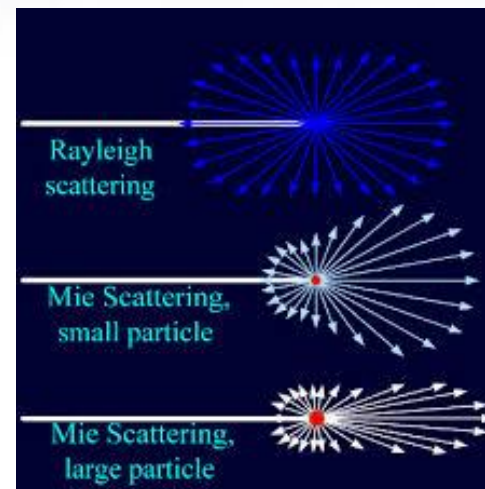 Rayleigh
scattering
Mie Scattering,
small particle
Mie Scattering,
large particle